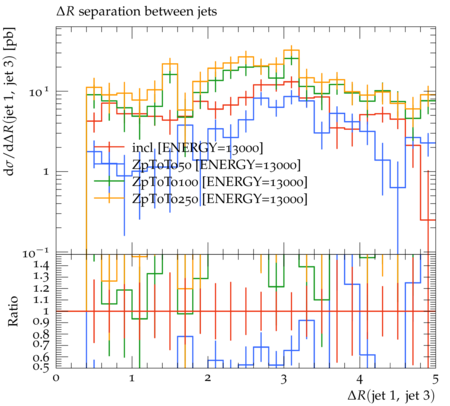 ΔR separation between jets
dσ/dΔR(jet 1, jet 3) [pb]
10¹
1
10⁻¹
incl [ENERGY=13000]
ZpToTo50 [ENERGY=13000]
ZpToTo100 [ENERGY=13000]
ZpToTo250 [ENERGY=13000]
Ratio
1.4
1.3
1.2
1.1
1
0.9
0.8
0.7
0.6
0.5
0 1 2 3 4 5
ΔR(jet 1, jet 3)